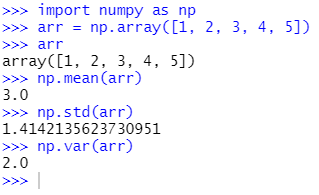 >>> import numpy as np
>>> arr = np.array([1, 2, 3, 4, 5])
>>> arr
array([1, 2, 3, 4, 5])
>>> np.mean(arr)
3.0
>>> np.std(arr)
1.4142135623730951
>>> np.var(arr)
2.0
>>>